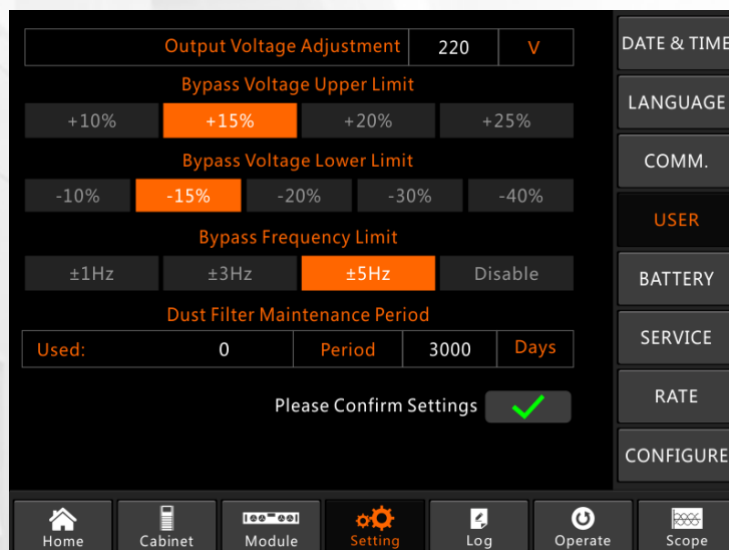 Output Voltage Adjustment 220 V
Bypass Voltage Upper Limit
+10% +15% +20% +25%
Bypass Voltage Lower Limit
-10% -15% -20% -30% -40%
Bypass Frequency Limit
±1Hz ±3Hz ±5Hz Disable
Dust Filter Maintenance Period
Used: 0 Period 3000 Days
Please Confirm Settings
DATE & TIME
LANGUAGE
COMM.
USER
BATTERY
SERVICE
RATE
CONFIGURE
Home Cabinet Module Setting Log Operate Scope